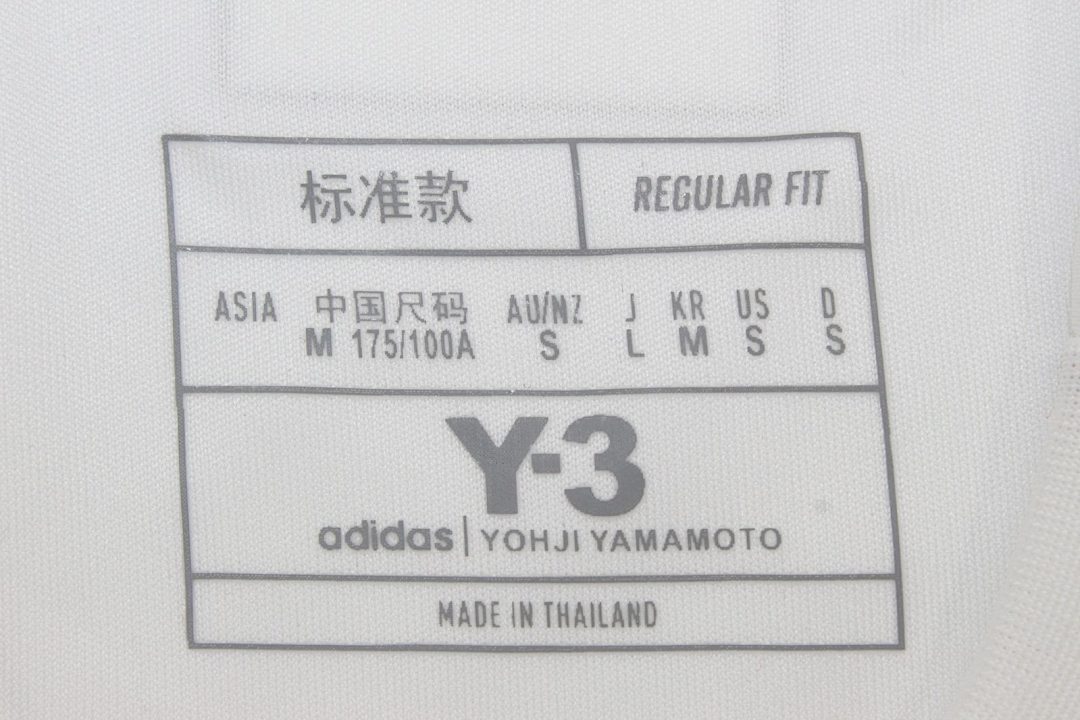 标准款 REGULAR FIT
ASIA 中国尺码 AU/NZ J KR US D
M 175/100A S L M S S
Y-3
adidas | YOHJI YAMAMOTO
MADE IN THAILAND